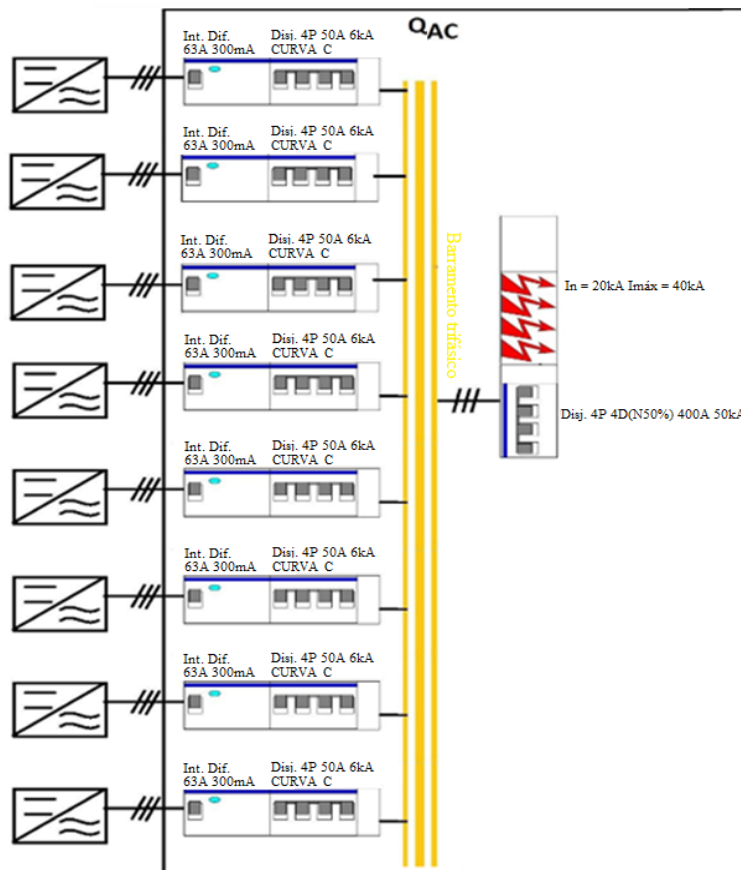 QAC
Int. Dif.
63A 300mA
Disj. 4P 50A 6kA
CURVA C
Int. Dif.
63A 300mA
Disj. 4P 50A 6kA
CURVA C
Int. Dif.
63A 300mA
Disj. 4P 50A 6kA
CURVA C
Int. Dif.
63A 300mA
Disj. 4P 50A 6kA
CURVA C
Int. Dif.
63A 300mA
Disj. 4P 50A 6kA
CURVA C
Int. Dif.
63A 300mA
Disj. 4P 50A 6kA
CURVA C
Int. Dif.
63A 300mA
Disj. 4P 50A 6kA
CURVA C
Int. Dif.
63A 300mA
Disj. 4P 50A 6kA
CURVA C
Barramento trifásico
In = 20kA Imáx = 40kA
Disj. 4P 4D(N50%) 400A 50kA